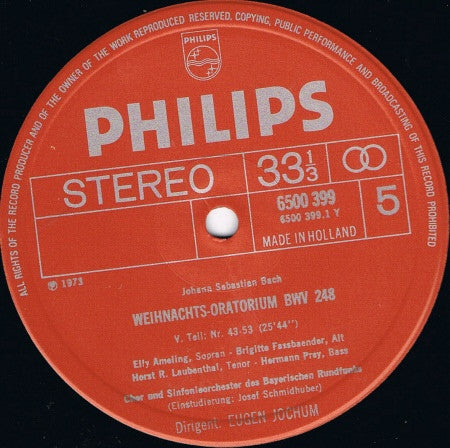 ALL RIGHTS OF THE RECORD PRODUCER AND OF THE OWNER OF THE WORK REPRODUCED RESERVED. COPYING, PUBLIC PERFORMANCE AND BROADCASTING OF THIS RECORD PROHIBITED
PHILIPS
PHILIPS
STEREO
33 1/3
6500 399
6500 399.1 Y
5
MADE IN HOLLAND
℗ 1973
Johann Sebastian Bach
WEIHNACHTS-ORATORIUM BWV 248
V. Teil: Nr. 43-53 (25'44")
Elly Ameling, Sopran - Brigitte Fassbaender, Alt
Horst R. Laubenthal, Tenor - Hermann Prey, Bass
Chor und Sinfonieorchester des Bayerischen Rundfunks
(Einstudierung: Josef Schmidhuber)
Dirigent: EUGEN JOCHUM